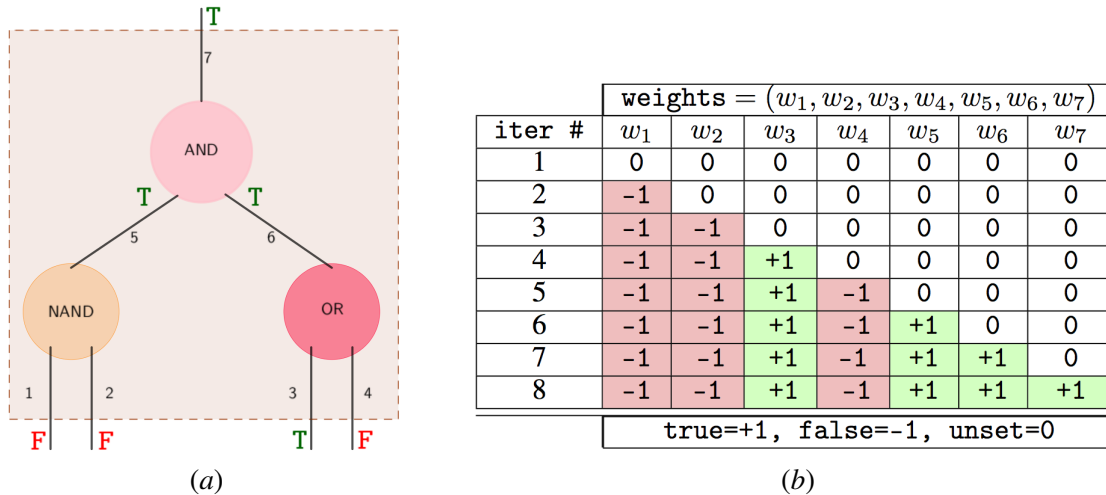 T
7
AND
T T
5 6
NAND OR
1 2 3 4
F F T F
(a)
weights = (w₁, w₂, w₃, w₄, w₅, w₆, w₇)
iter # w₁ w₂ w₃ w₄ w₅ w₆ w₇
1 0 0 0 0 0 0 0
2 -1 0 0 0 0 0 0
3 -1 -1 0 0 0 0 0
4 -1 -1 +1 0 0 0 0
5 -1 -1 +1 -1 0 0 0
6 -1 -1 +1 -1 +1 0 0
7 -1 -1 +1 -1 +1 +1 0
8 -1 -1 +1 -1 +1 +1 +1
true=+1, false=-1, unset=0
(b)